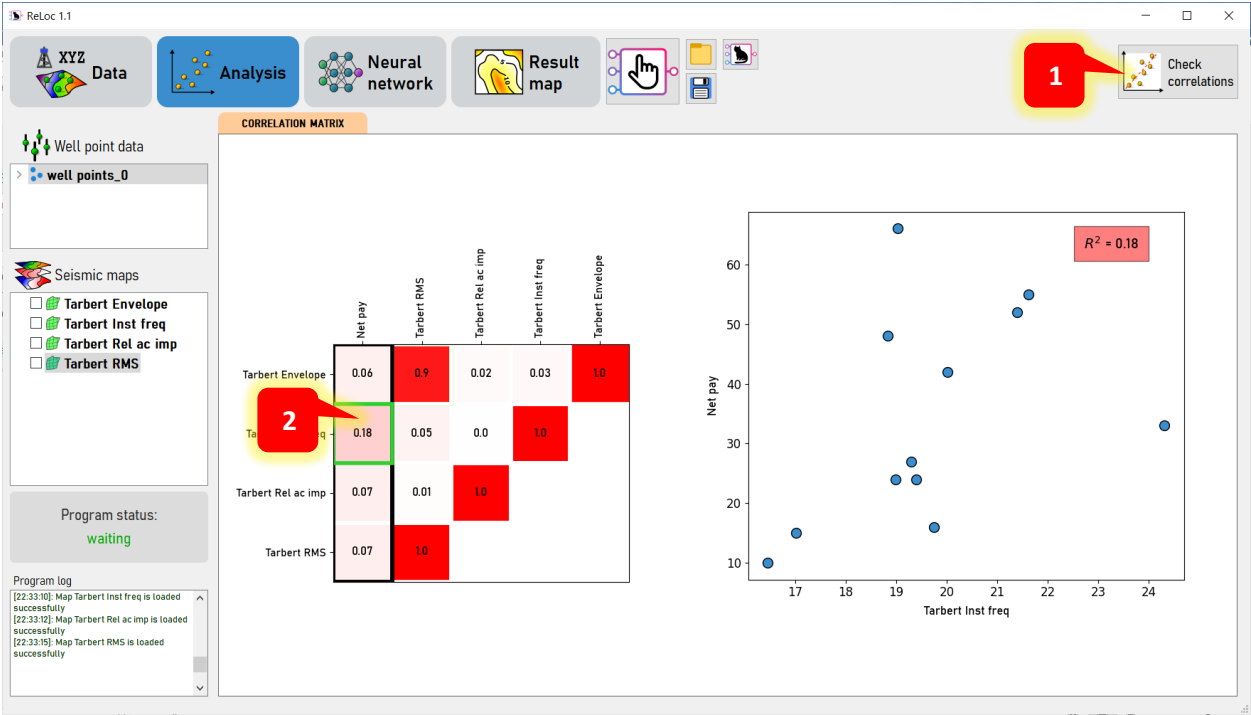 ReLoc 1.1
XYZ
Data
Analysis
Neural
network
Result
map
1
Check
correlations
CORRELATION MATRIX
Well point data
well points_0
Seismic maps
Tarbert Envelope
Tarbert Inst freq
Tarbert Rel ac imp
Tarbert RMS
Program status:
waiting
Program log
[22:33:10]: Map Tarbert Inst freq is loaded
successfully
[22:33:12]: Map Tarbert Rel ac imp is loaded
successfully
[22:33:15]: Map Tarbert RMS is loaded
successfully
Net pay
Tarbert RMS
Tarbert Rel ac imp
Tarbert Inst freq
Tarbert Envelope
Tarbert Envelope 0.06 0.9 0.02 0.03 1.0
2
Ta q 0.18 0.05 0.0 1.0
Tarbert Rel ac imp 0.07 0.01 1.0
Tarbert RMS 0.07 1.0
R² = 0.18
Net pay
60
50
40
30
20
10
17 18 19 20 21 22 23 24
Tarbert Inst freq